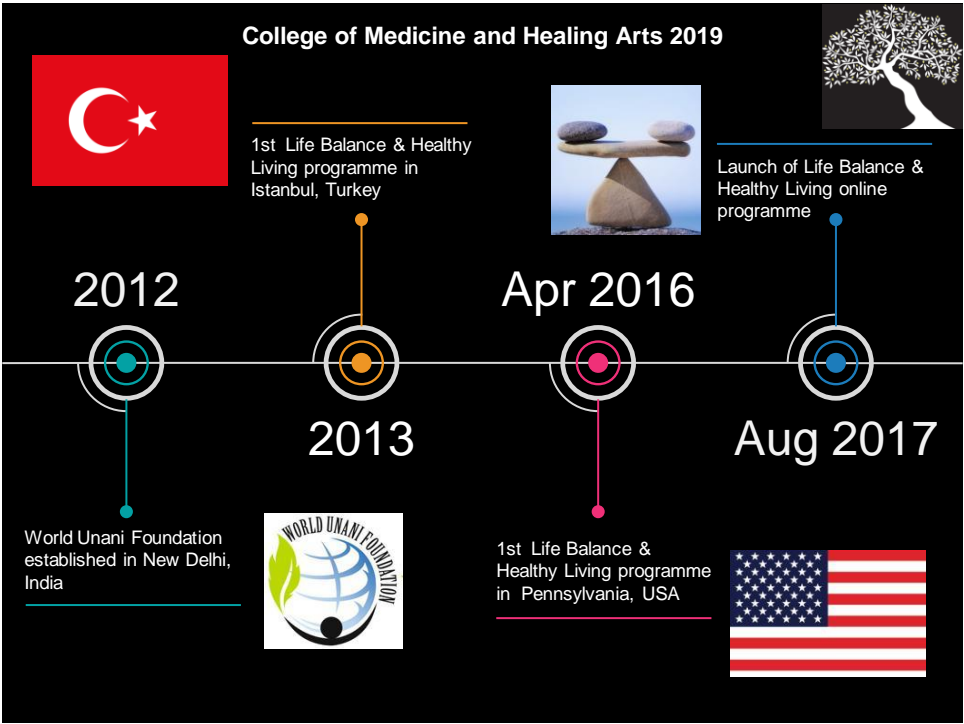 College of Medicine and Healing Arts 2019
1st Life Balance & Healthy
Living programme in
Istanbul, Turkey
Launch of Life Balance &
Healthy Living online
programme
2012
Apr 2016
2013
Aug 2017
World Unani Foundation
established in New Delhi,
India
WORLD UNANI FOUNDATION
1st Life Balance &
Healthy Living programme
in Pennsylvania, USA